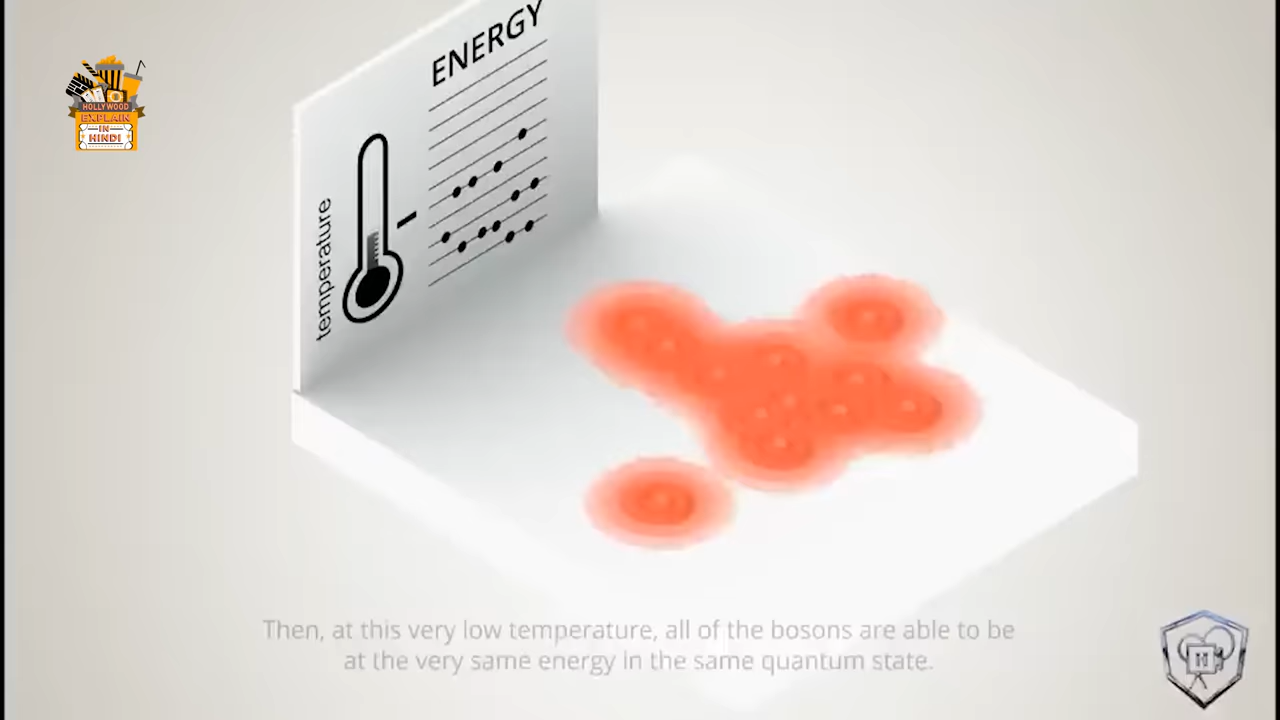 ENERGY
temperature
HOLLYWOOD
EXPLAIN
IN
HINDI
Then, at this very low temperature, all of the bosons are able to be
at the very same energy in the same quantum state.
H